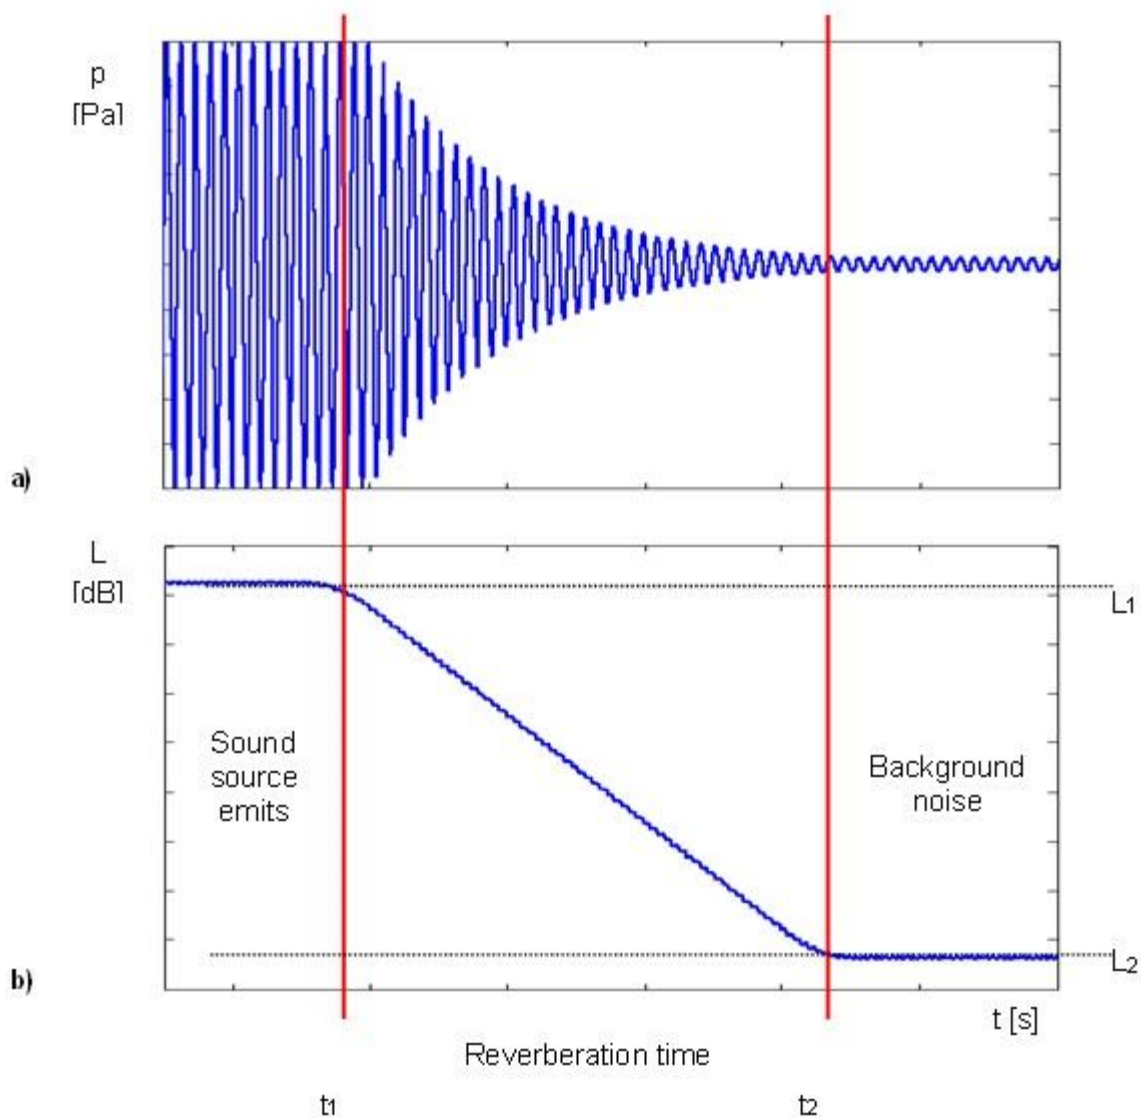 p
[Pa]
a)
L
[dB]
L1
Sound
source
emits
Background
noise
L2
b)
t [s]
Reverberation time
t1
t2